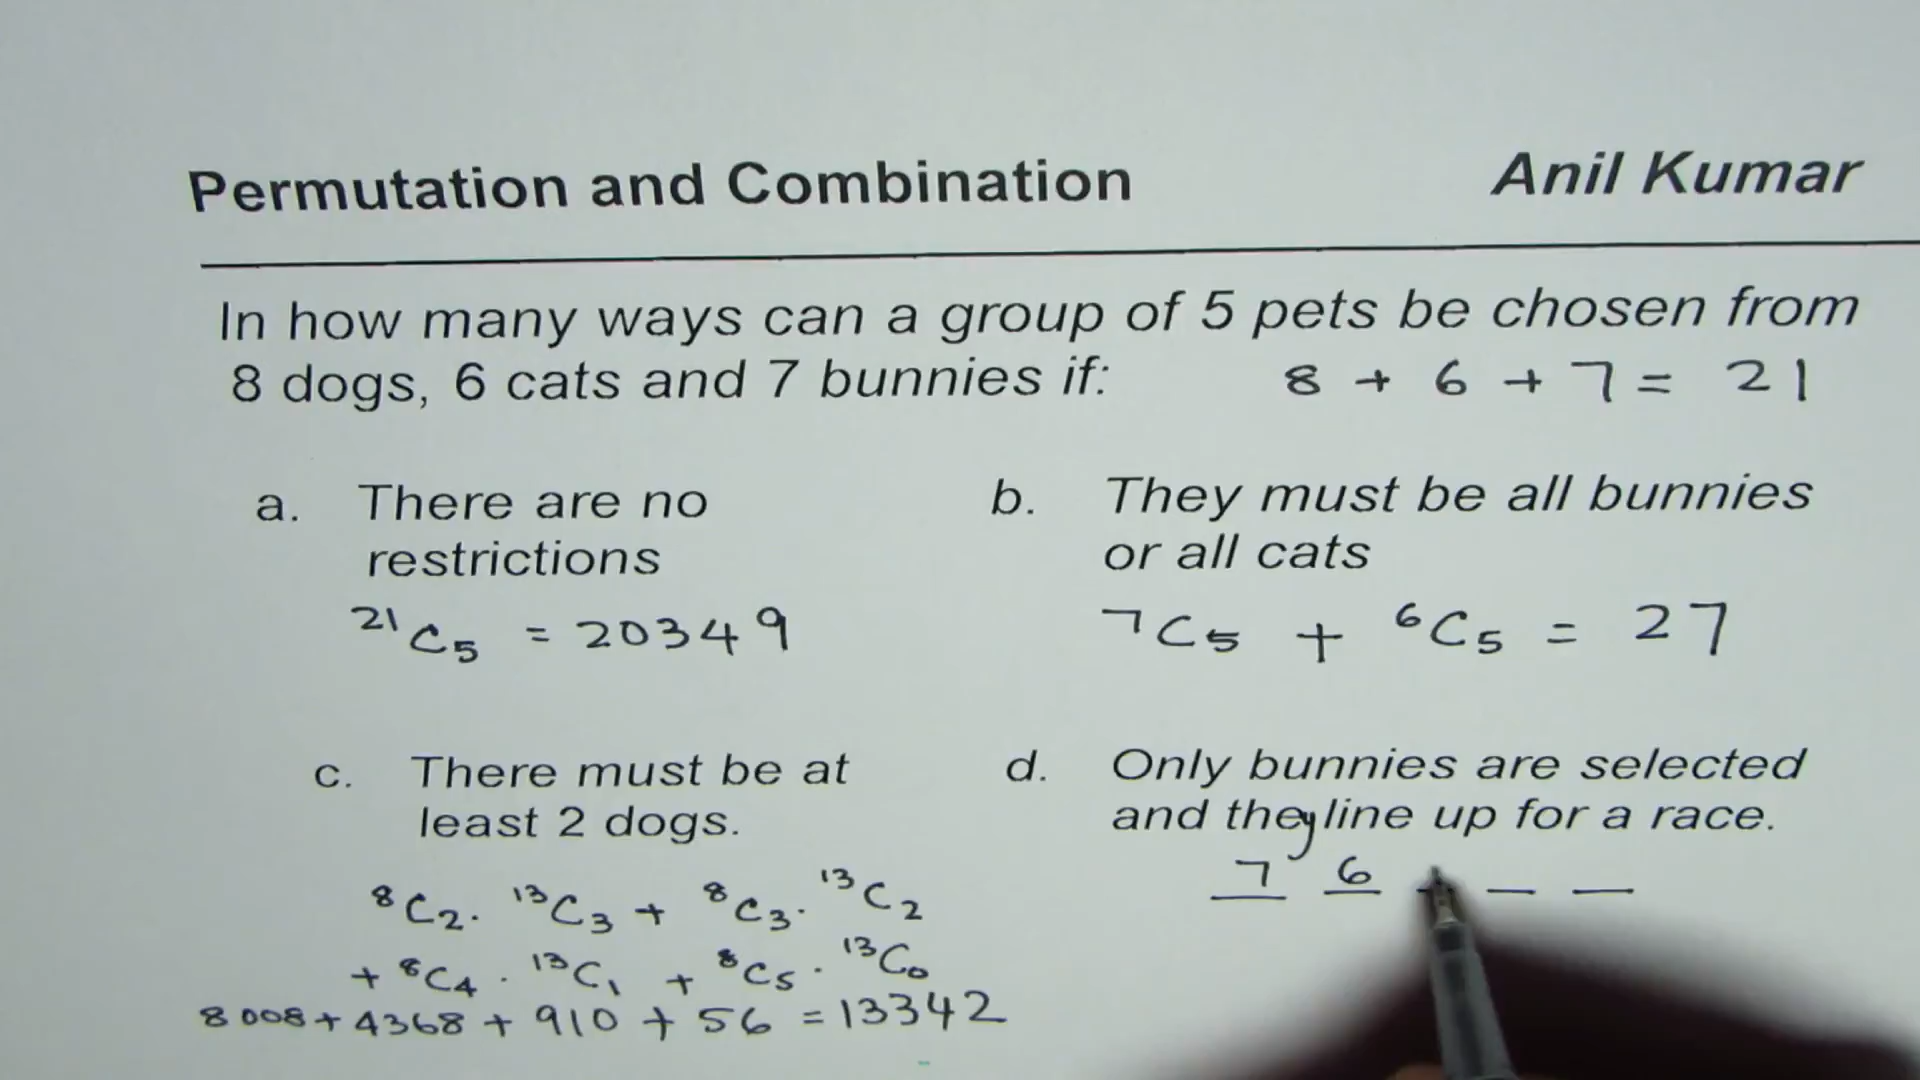 Permutation and Combination
Anil Kumar
In how many ways can a group of 5 pets be chosen from
8 dogs, 6 cats and 7 bunnies if:
8 + 6 + 7 = 21
a. There are no
restrictions
²¹C₅ = 20349
b. They must be all bunnies
or all cats
⁷C₅ + ⁶C₅ = 27
c. There must be at
least 2 dogs.
⁸C₂. ¹³C₃ + ⁸C₃. ¹³C₂
+ ⁸C₄ . ¹³C₁ + ⁸C₅ . ¹³C₀
8008 + 4368 + 910 + 56 = 13342
d. Only bunnies are selected
and they line up for a race.
7 6